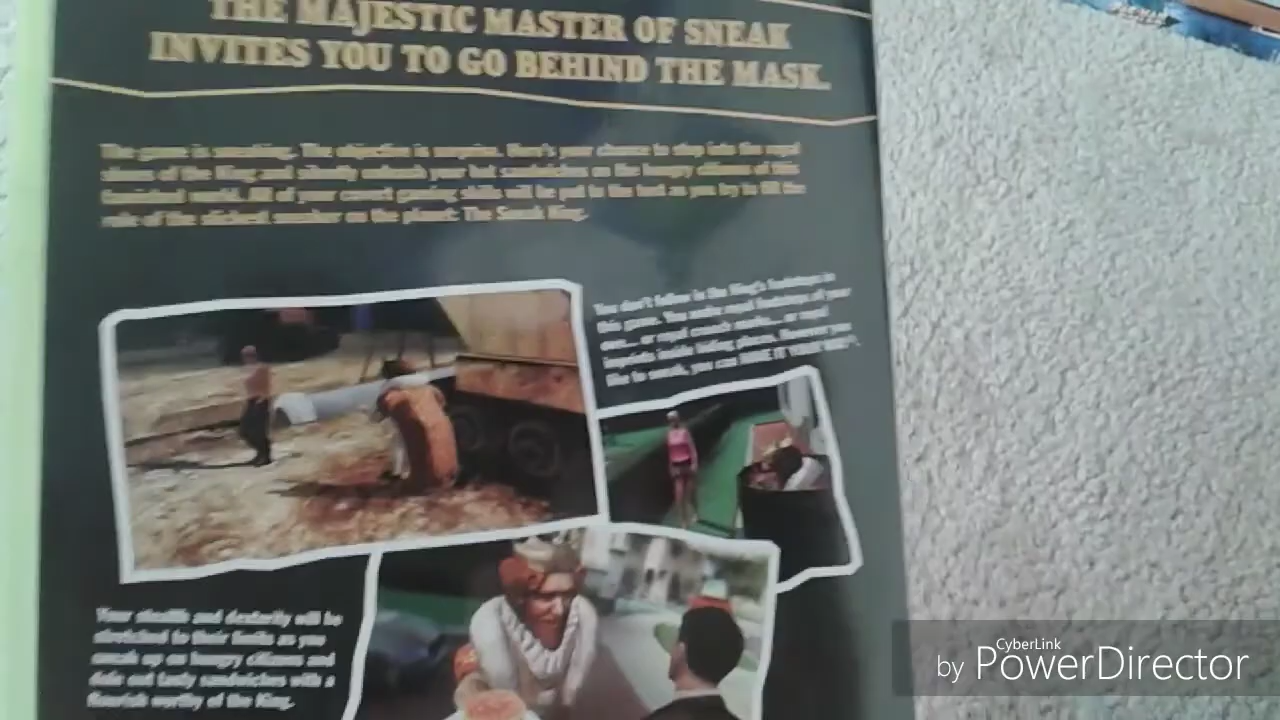 THE MAJESTIC MASTER OF SNEAK
INVITES YOU TO GO BEHIND THE MASK.
The game is sneaking. The objective is surprise. Here's your chance to step into the royal
shoes of the King and silently unleash your hot sandwiches on the hungry citizens of this
twisted world. All of your covert gaming skills will be put to the test as you try to fill the
role of the stealthiest on the planet: The Sneak King.
You don't follow in the King's footsteps in
this game. You make royal footsteps of your
own... or royal crouch marks... or royal
imprints inside hiding places. However you
like to sneak, you can HAVE IT YOUR WAY®.
Your stealth and dexterity will be
stretched to their limits as you
sneak up on hungry citizens and
dole out tasty sandwiches with a
flourish worthy of the King.
CyberLink
by PowerDirector